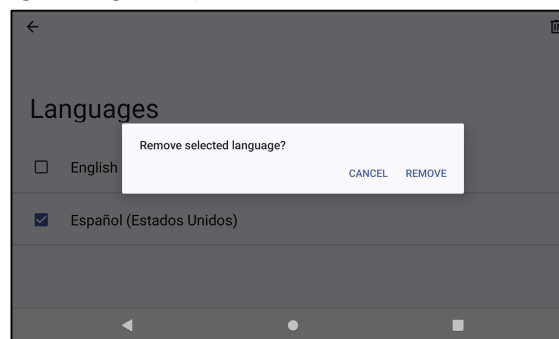 Languages
Remove selected language?
English
CANCEL REMOVE
Español (Estados Unidos)